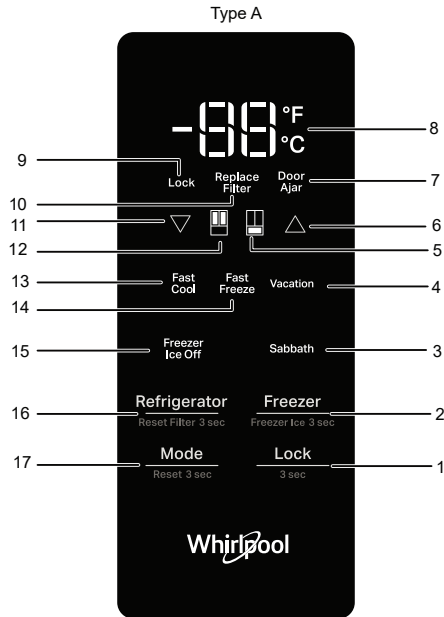 Type A
-88 °F
°C
8
9
Lock
Replace
Filter
Door
Ajar
7
10
11
6
12
5
13
Fast
Cool
Fast
Freeze
Vacation
4
14
15
Freezer
Ice Off
Sabbath
3
Refrigerator
Reset Filter 3 sec
Freezer
Freezer Ice 3 sec
16
2
Mode
Reset 3 sec
Lock
3 sec
17
1
Whirlpool